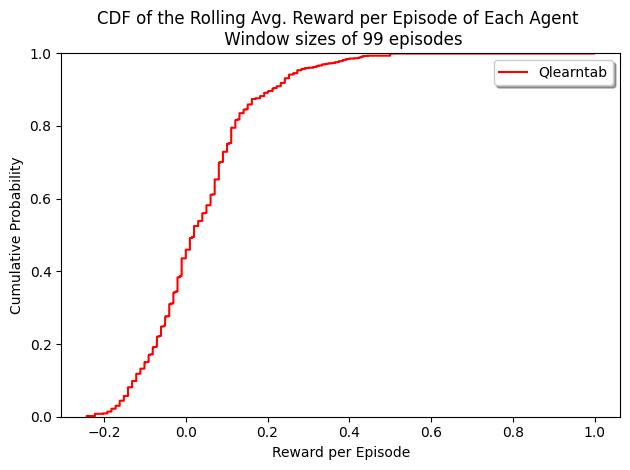 CDF of the Rolling Avg. Reward per Episode of Each Agent
Window sizes of 99 episodes
Qlearntab
Cumulative Probability
1.0
0.8
0.6
0.4
0.2
0.0
−0.2 0.0 0.2 0.4 0.6 0.8 1.0
Reward per Episode